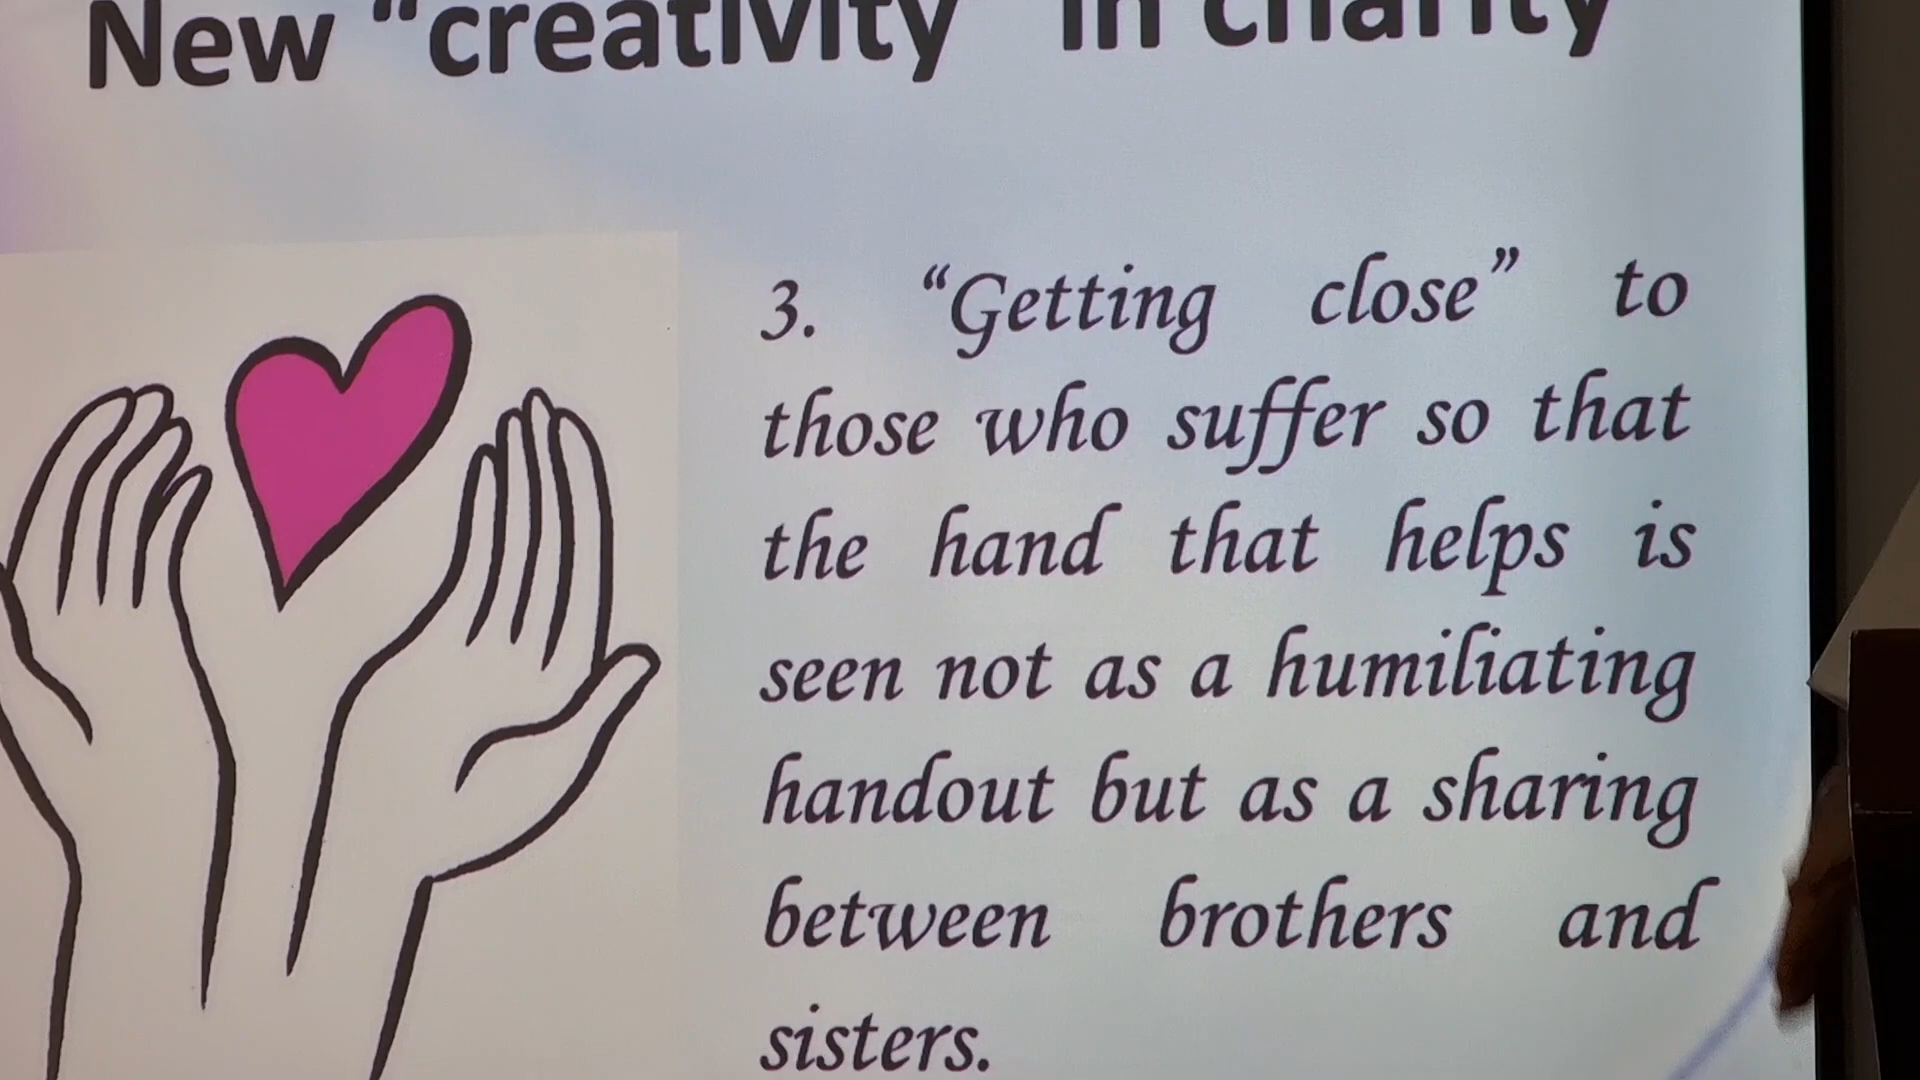 New “creativity” in charity
3. “Getting close” to
those who suffer so that
the hand that helps is
seen not as a humiliating
handout but as a sharing
between brothers and
sisters.